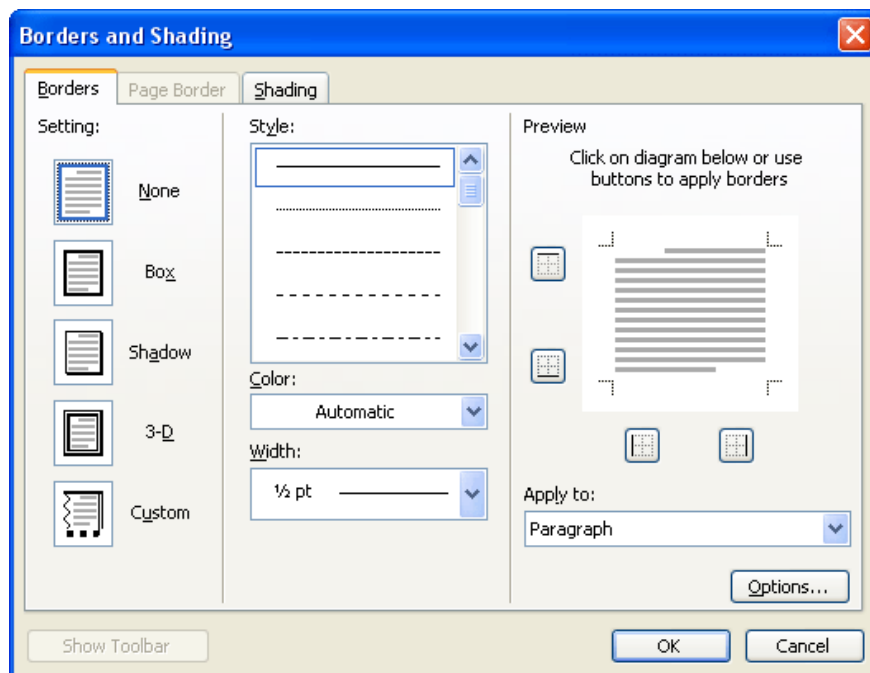 Borders and Shading
Borders
Page Border
Shading
Setting:
None
Box
Shadow
3-D
Custom
Style:
Color:
Automatic
Width:
½ pt
Preview
Click on diagram below or use
buttons to apply borders
Apply to:
Paragraph
Options...
Show Toolbar
OK
Cancel